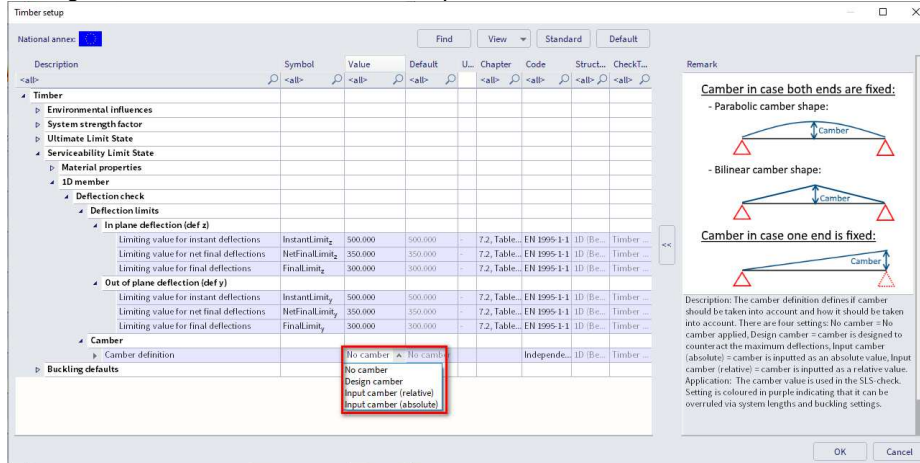 Timber setup
National annex:
Find View Standard Default
Description Symbol Value Default U... Chapter Code Struct... CheckT...
<all> <all> <all> <all> <all> <all> <all> <all>
Timber
Environmental influences
System strength factor
Ultimate Limit State
Serviceability Limit State
Material properties
1D member
Deflection check
Deflection limits
In plane deflection (def z)
Limiting value for instant deflections InstantLimitz 500.000 500.000 - 7.2, Table... EN 1995-1-1 1D (Be... Timber ...
Limiting value for net final deflections NetFinalLimitz 350.000 350.000 - 7.2, Table... EN 1995-1-1 1D (Be... Timber ...
Limiting value for final deflections FinalLimitz 300.000 300.000 - 7.2, Table... EN 1995-1-1 1D (Be... Timber ...
Out of plane deflection (def y)
Limiting value for instant deflections InstantLimity 500.000 500.000 - 7.2, Table... EN 1995-1-1 1D (Be... Timber ...
Limiting value for net final deflections NetFinalLimity 350.000 350.000 - 7.2, Table... EN 1995-1-1 1D (Be... Timber ...
Limiting value for final deflections FinalLimity 300.000 300.000 - 7.2, Table... EN 1995-1-1 1D (Be... Timber ...
Camber
Camber definition No camber No camber Independe... 1D (Be... Timber ...
Buckling defaults
No camber
Design camber
Input camber (relative)
Input camber (absolute)
<<
Remark
Camber in case both ends are fixed:
- Parabolic camber shape:
Camber
- Bilinear camber shape:
Camber
Camber in case one end is fixed:
Camber
Description: The camber definition defines if camber
should be taken into account and how it should be taken
into account. There are four settings: No camber = No
camber applied, Design camber = camber is designed to
counteract the maximum deflections, Input camber
(absolute) = camber is inputted as an absolute value, Input
camber (relative) = camber is inputted as a relative value.
Application: The camber value is used in the SLS-check.
Setting is coloured in purple indicating that it can be
overruled via system lengths and buckling settings.
OK Cancel